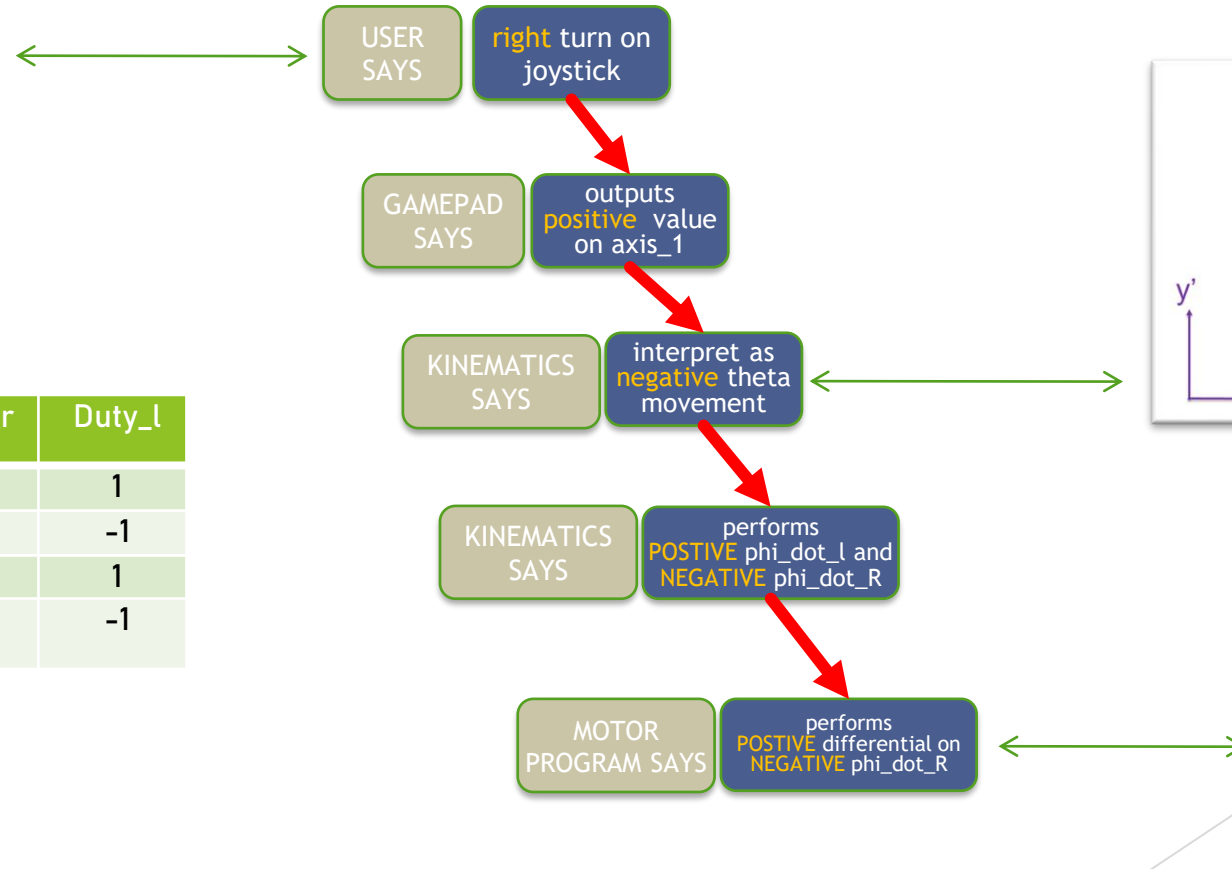 USER
SAYS
right turn on
joystick
GAMEPAD
SAYS
outputs
positive value
on axis_1
KINEMATICS
SAYS
interpret as
negative theta
movement
y'
r Duty_l
1
-1
1
-1
KINEMATICS
SAYS
performs
POSTIVE phi_dot_l and
NEGATIVE phi_dot_R
MOTOR
PROGRAM SAYS
performs
POSTIVE differential on
NEGATIVE phi_dot_R